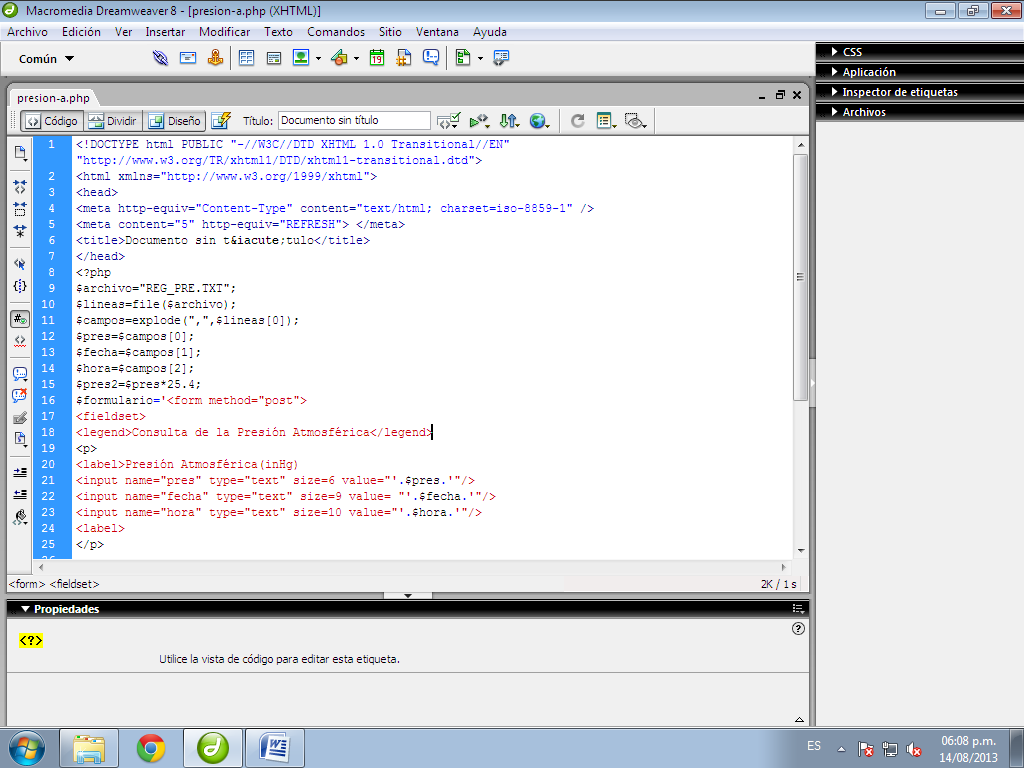 Macromedia Dreamweaver 8 - [presion-a.php (XHTML)]
Archivo Edición Ver Insertar Modificar Texto Comandos Sitio Ventana Ayuda
Común
19
CSS
Aplicación
Inspector de etiquetas
Archivos
presion-a.php
Código Dividir Diseño Título: Documento sin título
1 <!DOCTYPE html PUBLIC "-//W3C//DTD XHTML 1.0 Transitional//EN"
"http://www.w3.org/TR/xhtml1/DTD/xhtml1-transitional.dtd">
2 <html xmlns="http://www.w3.org/1999/xhtml">
3 <head>
4 <meta http-equiv="Content-Type" content="text/html; charset=iso-8859-1" />
5 <meta content="5" http-equiv="REFRESH"> </meta>
6 <title>Documento sin t&iacute;tulo</title>
7 </head>
8 <?php
9 $archivo="REG_PRE.TXT";
10 $lineas=file($archivo);
11 $campos=explode(",",$lineas[0]);
12 $pres=$campos[0];
13 $fecha=$campos[1];
14 $hora=$campos[2];
15 $pres2=$pres*25.4;
16 $formulario='<form method="post">
17 <fieldset>
18 <legend>Consulta de la Presión Atmosférica</legend>
19 <p>
20 <label>Presión Atmosférica(inHg)
21 <input name="pres" type="text" size=6 value="'.$pres.'"/>
22 <input name="fecha" type="text" size=9 value= "'.$fecha.'"/>
23 <input name="hora" type="text" size=10 value="'.$hora.'"/>
24 <label>
25 </p>
<form> <fieldset> 2K / 1 s
Propiedades
<?>
Utilice la vista de código para editar esta etiqueta.
ES
06:08 p.m.
14/08/2013